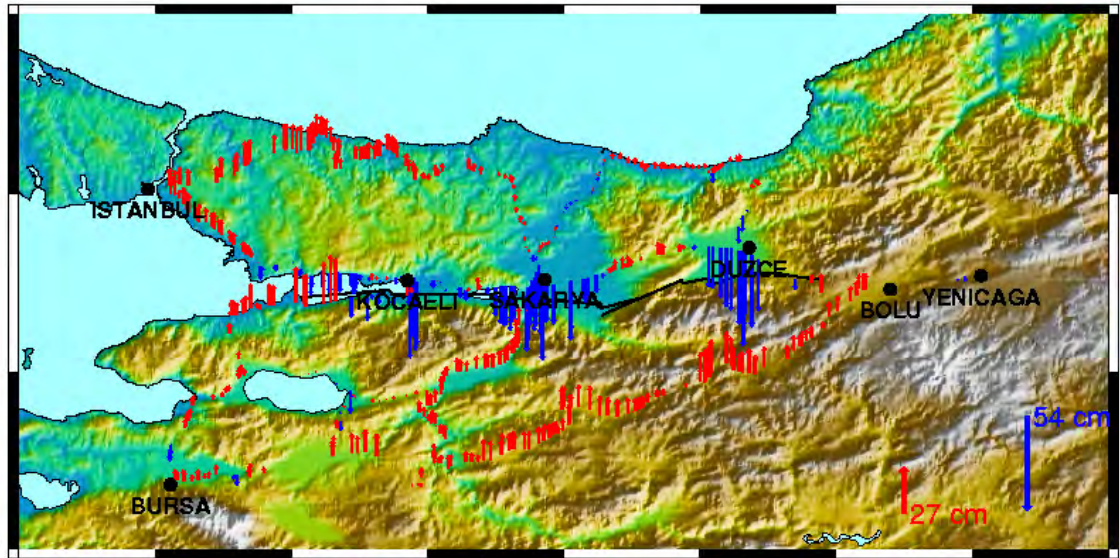 ISTANBUL
DUZCE
KOCAELI
SAKARYA
BOLU
YENICAGA
54 cm
BURSA
27 cm